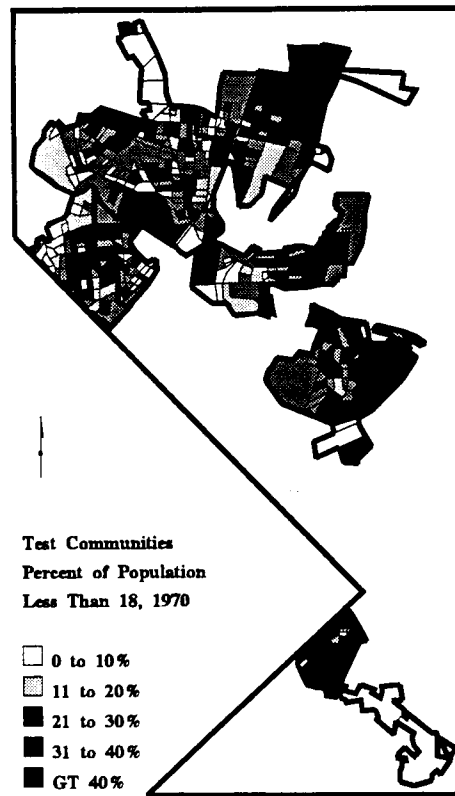 Test Communities
Percent of Population
Less Than 18, 1970
0 to 10%
11 to 20%
21 to 30%
31 to 40%
GT 40%